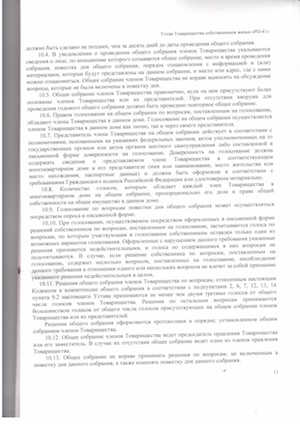 Устав Товарищества собственников жилья
должно быть сделано не позднее, чем за десять дней до даты проведения общего собрания.
10.4. В уведомлении о проведении общего собрания членов Товарищества указываются
сведения о лице, по инициативе которого созывается общее собрание, место и время проведения
собрания, повестка дня общего собрания, порядок ознакомления с информацией и (или)
материалами, которые будут представлены на данном собрании, и место или адрес, где с ними
можно ознакомиться. Общее собрание членов Товарищества не вправе выносить на обсуждение
вопросы, которые не были включены в повестку дня.
10.5. Общее собрание членов Товарищества правомочно, если на нем присутствуют более
половины членов Товарищества или их представителей. При отсутствии кворума для
проведения годового общего собрания должно быть проведено повторное общее собрание.
10.6. Правом голосования на общем собрании по вопросам, поставленным на голосование,
обладают члены Товарищества в данном доме. Голосование на общем собрании осуществляется
членом Товарищества в данном доме как лично, так и через своего представителя.
10.7. Представитель члена Товарищества на общем собрании действует в соответствии с
полномочиями, основанными на указаниях федеральных законов, актов уполномоченных на то
государственных органов или актов органов местного самоуправления либо составленной в
письменной форме доверенности на голосование. Доверенность на голосование должна
содержать сведения о представляемом члене Товарищества в соответствующем
многоквартирном доме и его представителе (имя или наименование, место жительства или
место нахождения, паспортные данные) и должна быть оформлена в соответствии с
требованиями Гражданского кодекса Российской Федерации или удостоверена нотариально.
10.8. Количество голосов, которым обладает каждый член Товарищества в
многоквартирном доме на общем собрании, пропорционально его доле в праве общей
собственности на общее имущество в данном доме.
10.9. Голосование по вопросам повестки дня общего собрания может осуществляться
посредством опроса в письменной форме.
10.10. При голосовании, осуществляемом посредством оформленных в письменной форме
решений собственников по вопросам, поставленным на голосование, засчитываются голоса по
вопросам, по которым участвующим в голосовании собственником оставлен только один из
возможных вариантов голосования. Оформленные с нарушением данного требования указанные
решения признаются недействительными, и голоса по содержащимся в них вопросам не
подсчитываются. В случае, если решение собственника по вопросам, поставленным на
голосование, содержит несколько вопросов, поставленных на голосование, несоблюдение
данного требования в отношении одного или нескольких вопросов не влечет за собой признания
указанного решения недействительным в целом.
10.11. Решения общего собрания членов Товарищества по вопросам, отнесенным настоящим
Кодексом к компетенции общего собрания в соответствии с подпунктами 2, 6, 7, 12, 13, 14
пункта 9.2 настоящего Устава принимаются не менее чем двумя третями голосов от общего
числа голосов членов Товарищества. Решения по остальным вопросам принимаются
большинством голосов от общего числа голосов присутствующих на общем собрании членов
Товарищества или их представителей.
Решения общего собрания оформляются протоколами в порядке, установленном общим
собранием членов Товарищества.
10.12. Общее собрание членов Товарищества ведет председатель правления Товарищества
или его заместитель. В случае их отсутствия общее собрание ведет один из членов правления
Товарищества.
10.13. Общее собрание не вправе принимать решения по вопросам, не включенным в
повестку дня данного собрания, а также изменять повестку дня данного собрания.
11